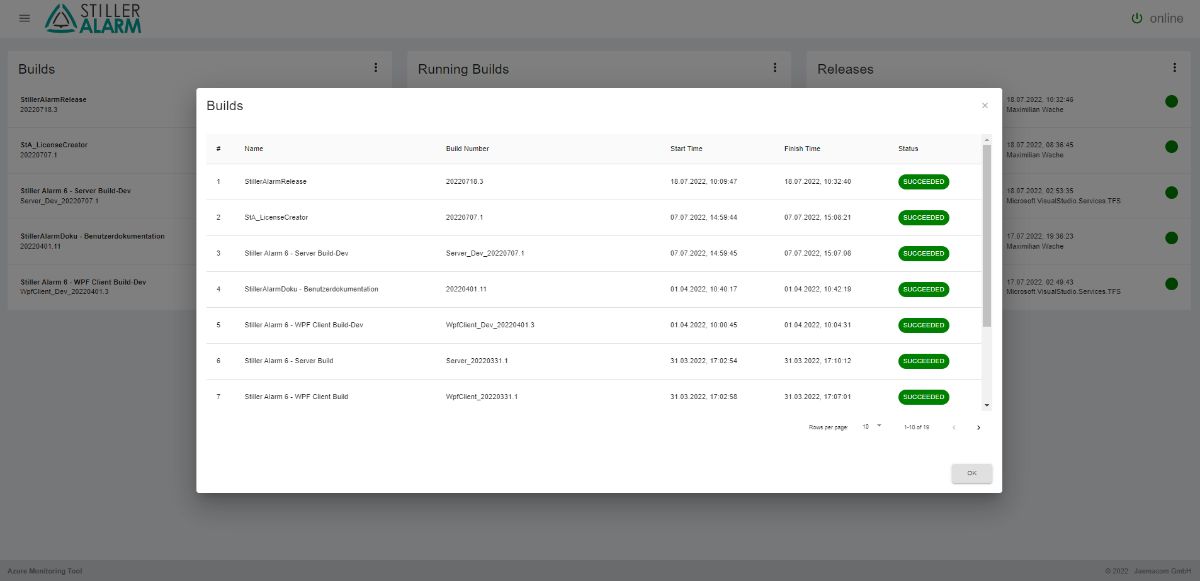 STILLER
ALARM
online
Builds
Running Builds
Releases
StillerAlarmRelease
20220718.3
StA_LicenseCreator
20220707.1
Stiller Alarm 6 - Server Build-Dev
Server_Dev_20220707.1
StillerAlarmDoku - Benutzerdokumentation
20220401.11
Stiller Alarm 6 - WPF Client Build-Dev
WpfClient_Dev_20220401.3
18.07.2022, 10:32:46
Maximilian Wache
18.07.2022, 08:36:45
Maximilian Wache
18.07.2022, 02:53:35
Microsoft.VisualStudio.Services.TFS
17.07.2022, 19:36:23
Maximilian Wache
17.07.2022, 02:49:43
Microsoft.VisualStudio.Services.TFS
Builds
×
# Name Build Number Start Time Finish Time Status
1 StillerAlarmRelease 20220718.3 18.07.2022, 10:09:47 18.07.2022, 10:32:40 SUCCEEDED
2 StA_LicenseCreator 20220707.1 07.07.2022, 14:59:44 07.07.2022, 15:08:21 SUCCEEDED
3 Stiller Alarm 6 - Server Build-Dev Server_Dev_20220707.1 07.07.2022, 14:59:45 07.07.2022, 15:07:06 SUCCEEDED
4 StillerAlarmDoku - Benutzerdokumentation 20220401.11 01.04.2022, 10:40:17 01.04.2022, 10:42:19 SUCCEEDED
5 Stiller Alarm 6 - WPF Client Build-Dev WpfClient_Dev_20220401.3 01.04.2022, 10:00:45 01.04.2022, 10:04:31 SUCCEEDED
6 Stiller Alarm 6 - Server Build Server_20220331.1 31.03.2022, 17:02:54 31.03.2022, 17:10:12 SUCCEEDED
7 Stiller Alarm 6 - WPF Client Build WpfClient_20220331.1 31.03.2022, 17:02:58 31.03.2022, 17:07:01 SUCCEEDED
Rows per page: 10 1-10 of 19
OK
Azure Monitoring Tool
© 2022 - Jaemacom GmbH